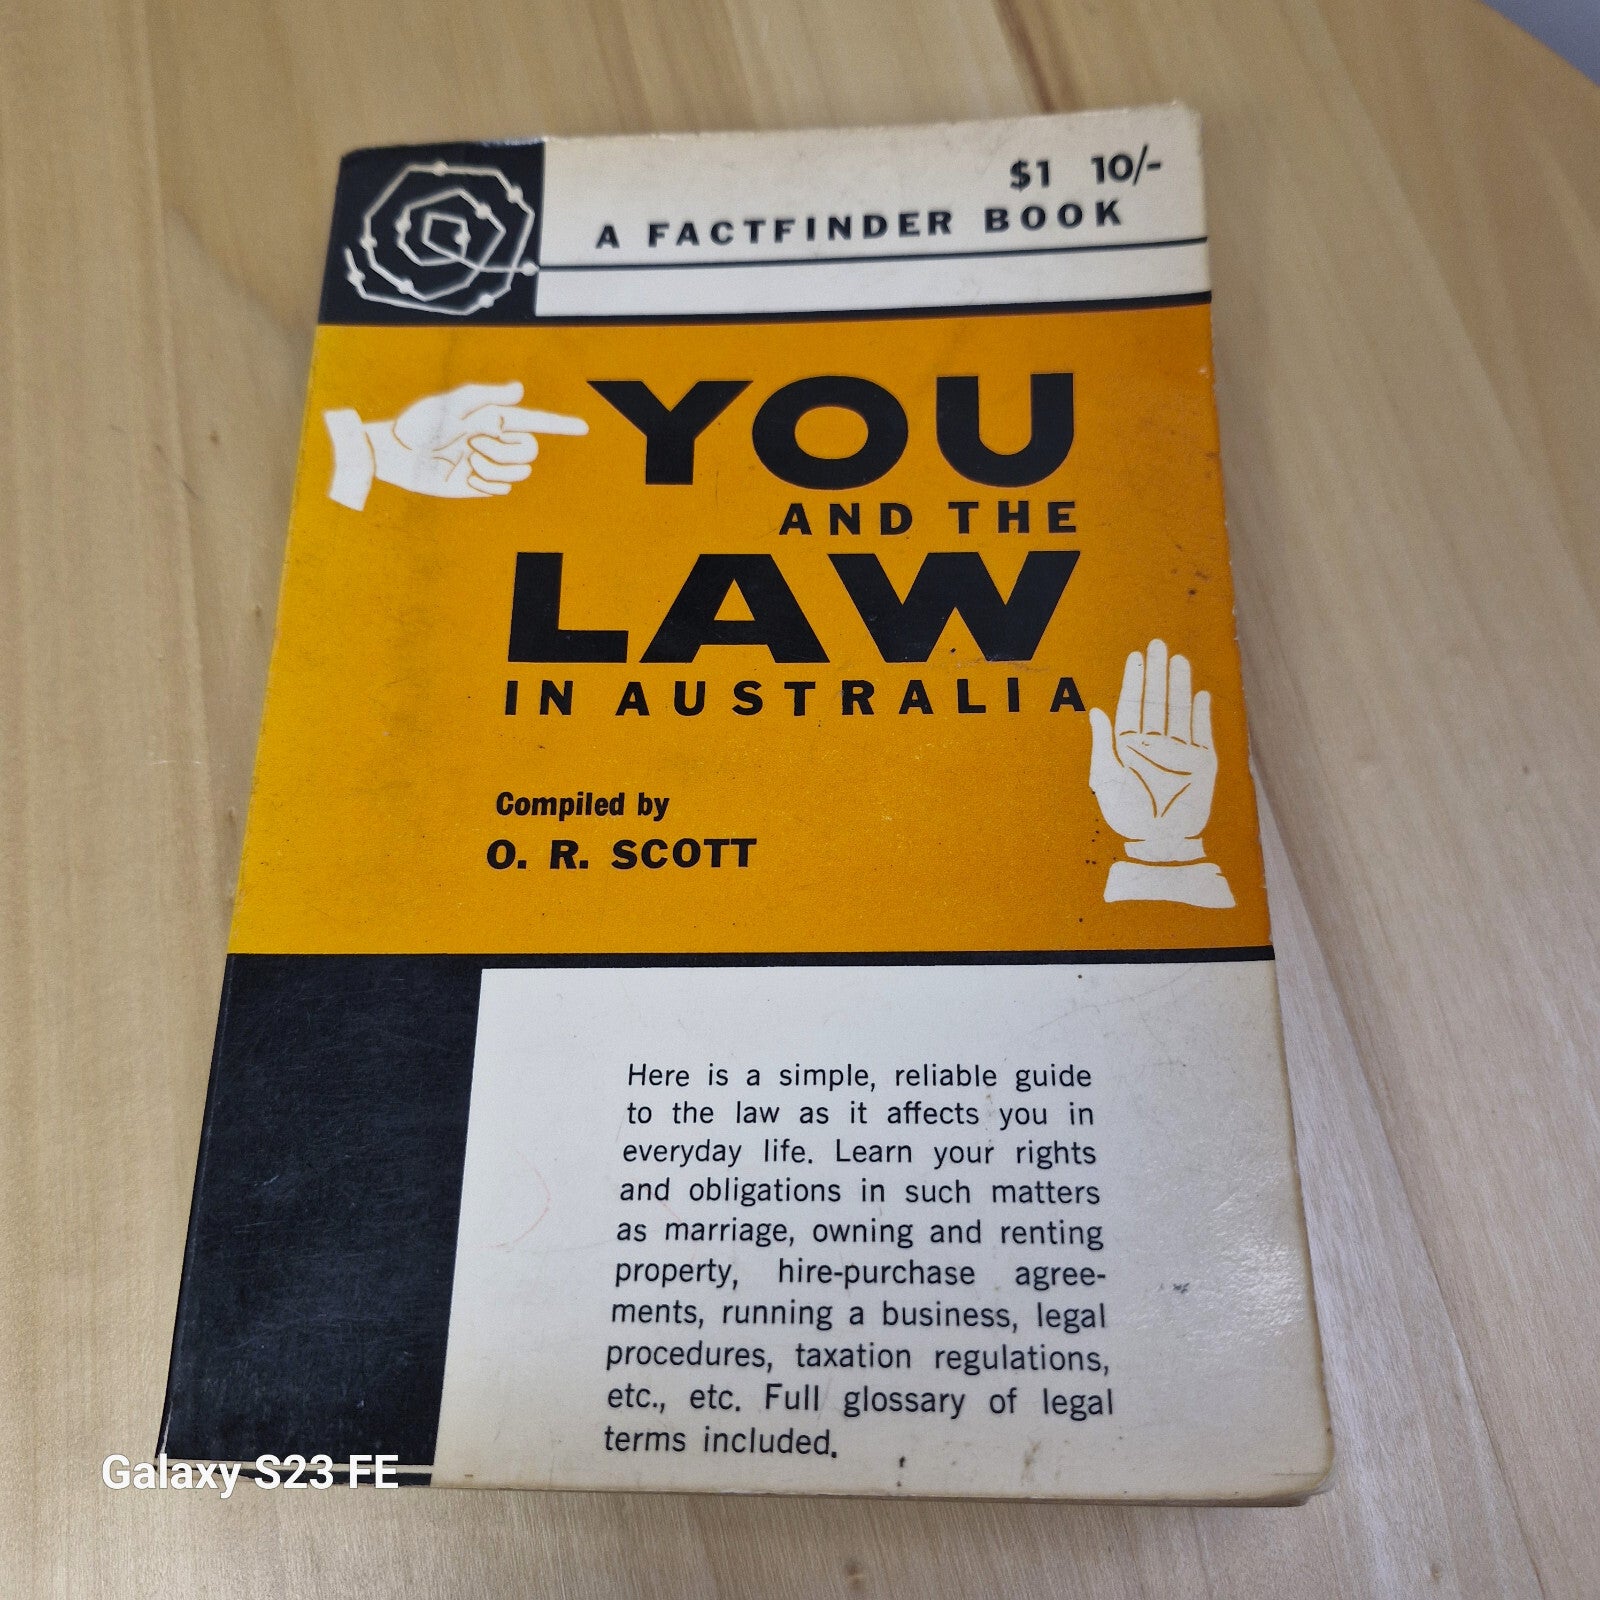 $1 10/-
A FACTFINDER BOOK
YOU
AND THE
LAW
IN AUSTRALIA
Compiled by
O. R. SCOTT
Here is a simple, reliable guide
to the law as it affects you in
everyday life. Learn your rights
and obligations in such matters
as marriage, owning and renting
property, hire-purchase agree-
ments, running a business, legal
procedures, taxation regulations,
etc., etc. Full glossary of legal
terms included.
Galaxy S23 FE